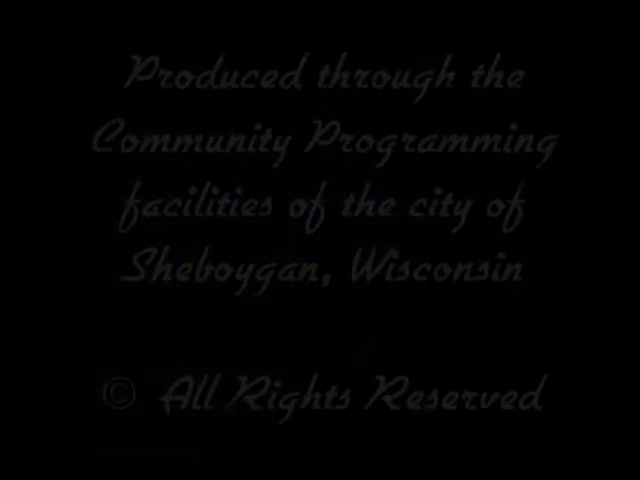 Produced through the
Community Programming
facilities of the city of
Sheboygan, Wisconsin
© All Rights Reserved